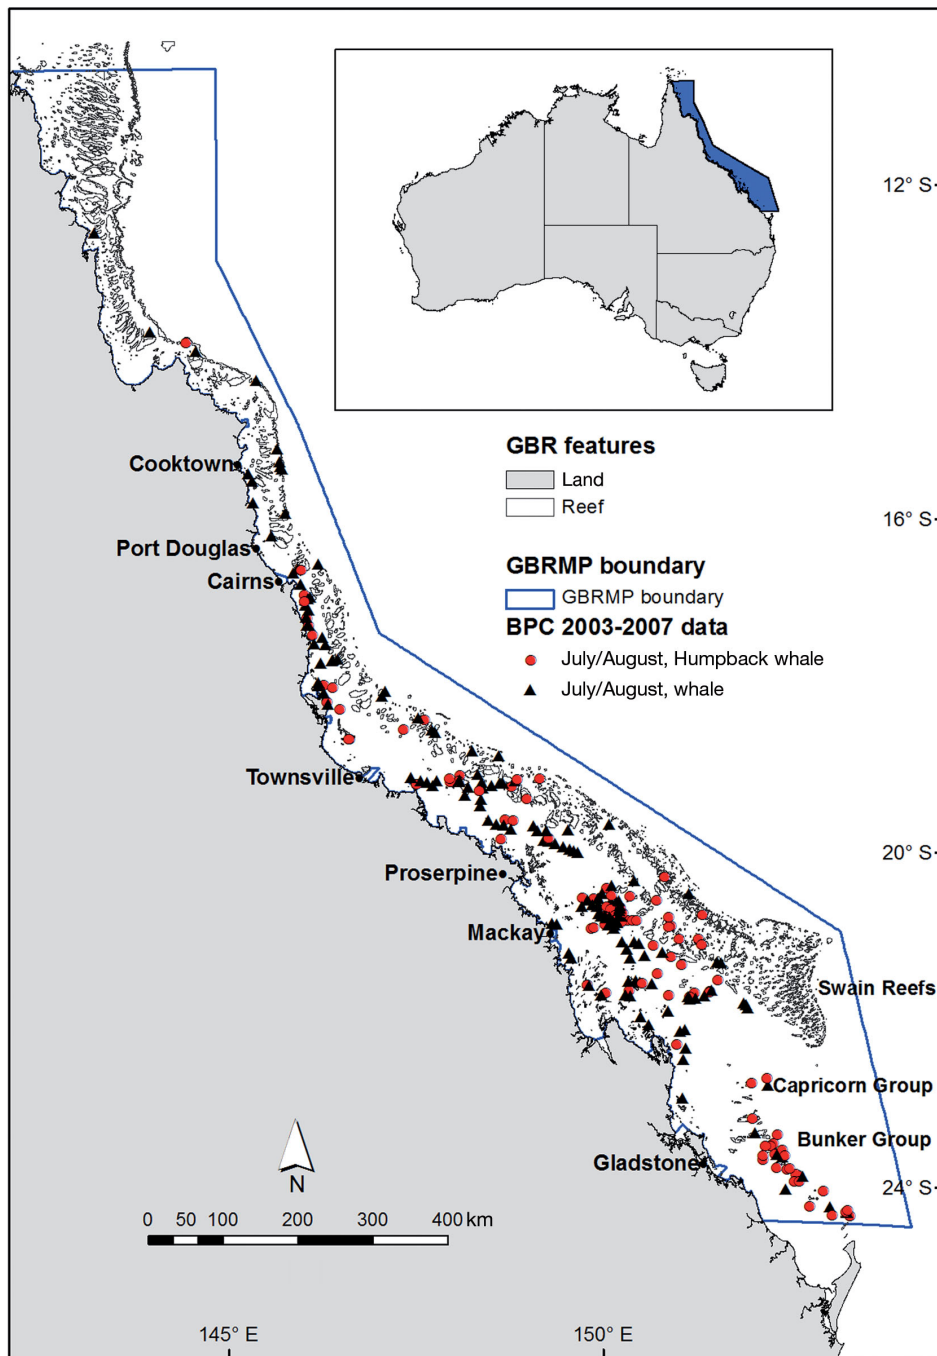 12° S
GBR features
Land
Reef
Cooktown
16° S
Port Douglas
GBRMP boundary
Cairns
GBRMP boundary
BPC 2003-2007 data
July/August, Humpback whale
July/August, whale
Townsville
20° S
Proserpine
Mackay
Swain Reefs
Capricorn Group
Bunker Group
Gladstone
24° S
N
0 50 100 200 300 400 km
145° E 150° E